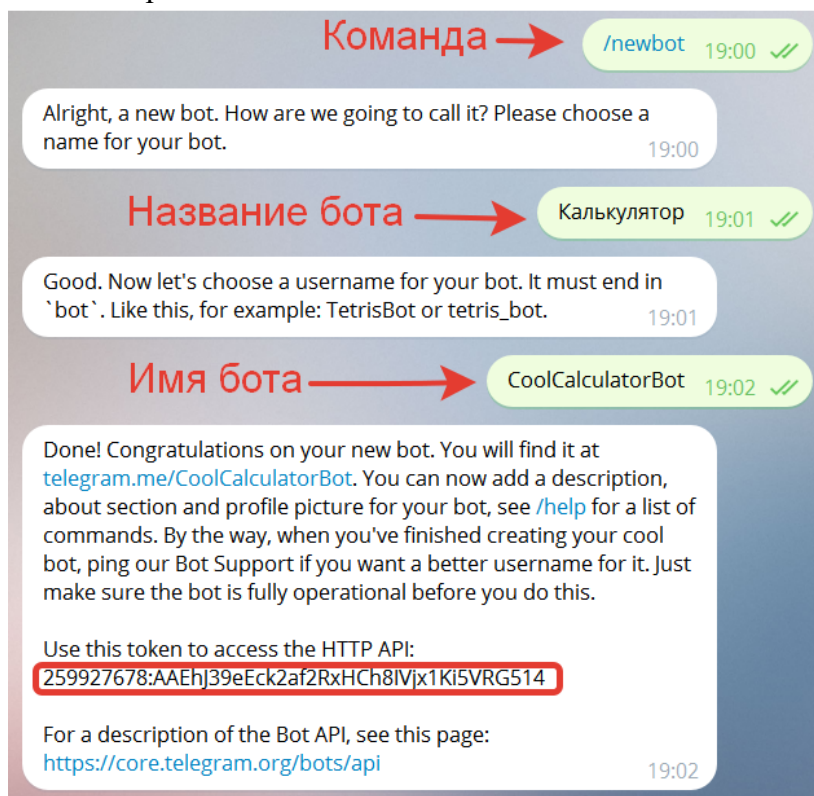 Команда
/newbot 19:00
Alright, a new bot. How are we going to call it? Please choose a
name for your bot.
19:00
Название бота
Калькулятор 19:01
Good. Now let's choose a username for your bot. It must end in
`bot`. Like this, for example: TetrisBot or tetris_bot.
19:01
Имя бота
CoolCalculatorBot 19:02
Done! Congratulations on your new bot. You will find it at
telegram.me/CoolCalculatorBot. You can now add a description,
about section and profile picture for your bot, see /help for a list of
commands. By the way, when you've finished creating your cool
bot, ping our Bot Support if you want a better username for it. Just
make sure the bot is fully operational before you do this.
Use this token to access the HTTP API:
259927678:AAEhJ39eEck2af2RxHCh8lVjx1Ki5VRG514
For a description of the Bot API, see this page:
https://core.telegram.org/bots/api
19:02